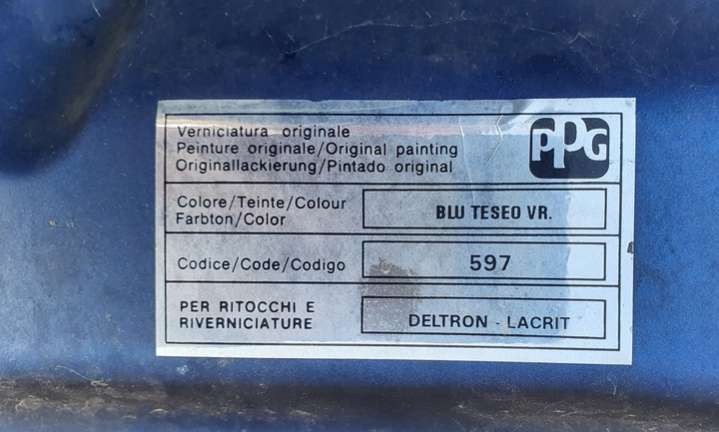 Verniciatura originale
Peinture originale/Original painting
Originallackierung/Pintado original
PPG
Colore/Teinte/Colour
Farbton/Color
BLU TESEO VR.
Codice/Code/Codigo
597
PER RITOCCHI E
RIVERNICIATURE
DELTRON - LACRIT